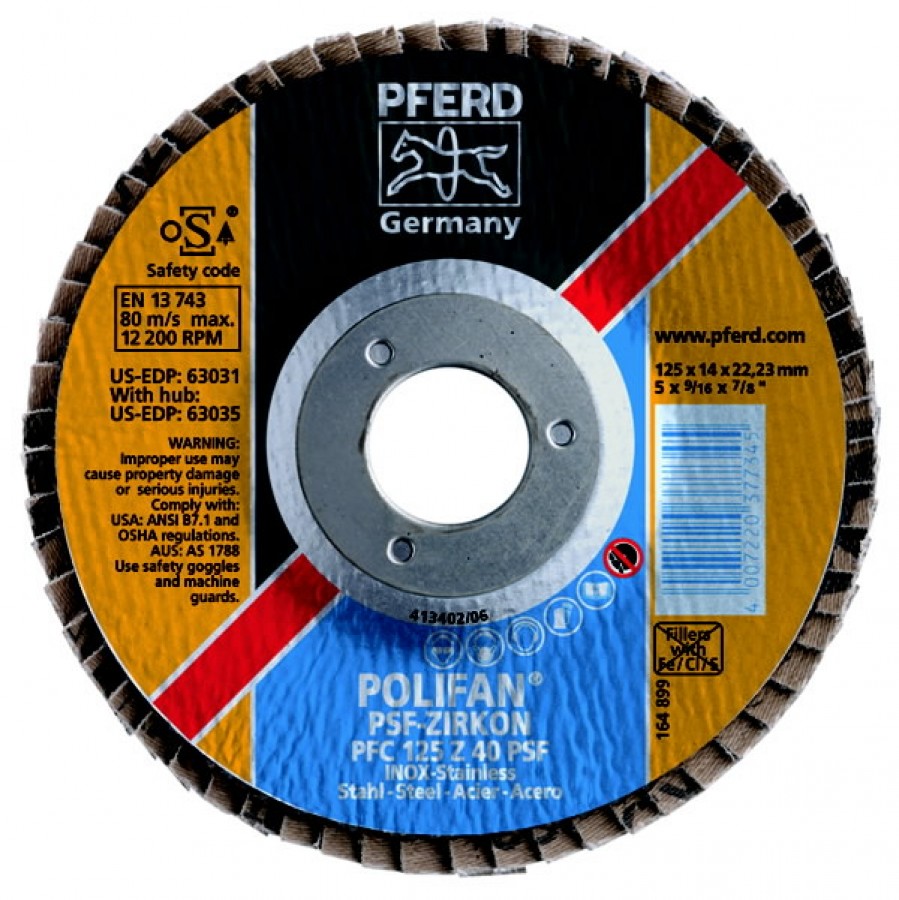 PFERD
Germany
oSa®
Safety code
EN 13 743
80 m/s max.
12 200 RPM
US-EDP: 63031
With hub:
US-EDP: 63035
WARNING:
Improper use may
cause property damage
or serious injuries.
Comply with:
USA: ANSI B7.1 and
OSHA regulations.
AUS: AS 1788
Use safety goggles
and machine
guards.
www.pferd.com
125 x 14 x 22,23 mm
5 x 9/16 x 7/8 "
4 007220 377345
413402/06
Fillers
with
Fe/Cl/S
164 899
POLIFAN®
PSF-ZIRKON
PFC 125 Z 40 PSF
INOX-Stainless
Stahl-Steel-Acier-Acero